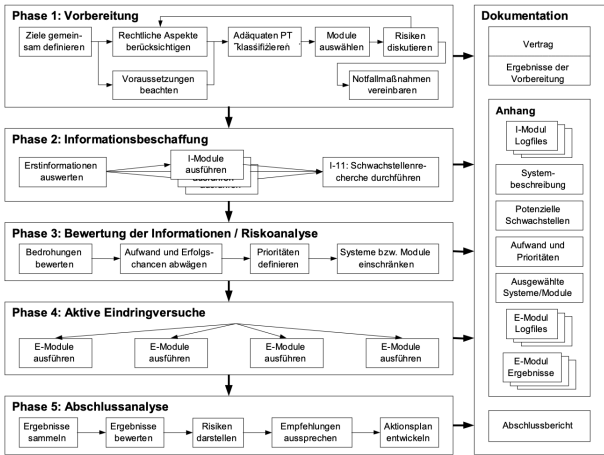 Phase 1: Vorbereitung
Ziele gemein-
sam definieren
Rechtliche Aspekte
berücksichtigen
Adäquaten PT
klassifizieren
Module
auswählen
Risiken
diskutieren
Voraussetzungen
beachten
Notfallmaßnahmen
vereinbaren
Phase 2: Informationsbeschaffung
Erstinformationen
auswerten
I-Module
ausführen
ausführen
ausführen
I-11: Schwachstellenre-
cherche durchführen
Phase 3: Bewertung der Informationen / Riskoanalyse
Bedrohungen
bewerten
Aufwand und Erfolgs-
chancen abwägen
Prioritäten
definieren
Systeme bzw. Module
einschränken
Phase 4: Aktive Eindringversuche
E-Module
ausführen
E-Module
ausführen
E-Module
ausführen
E-Module
ausführen
Phase 5: Abschlussanalyse
Ergebnisse
sammeln
Ergebnisse
bewerten
Risiken
darstellen
Empfehlungen
aussprechen
Aktionsplan
entwickeln
Dokumentation
Vertrag
Ergebnisse der
Vorbereitung
Anhang
I-Modul
Logfiles
System-
beschreibung
Potenzielle
Schwachstellen
Aufwand und
Prioritäten
Ausgewählte
Systeme/Module
E-Modul
Logfiles
E-Modul
Ergebnisse
Abschlussbericht